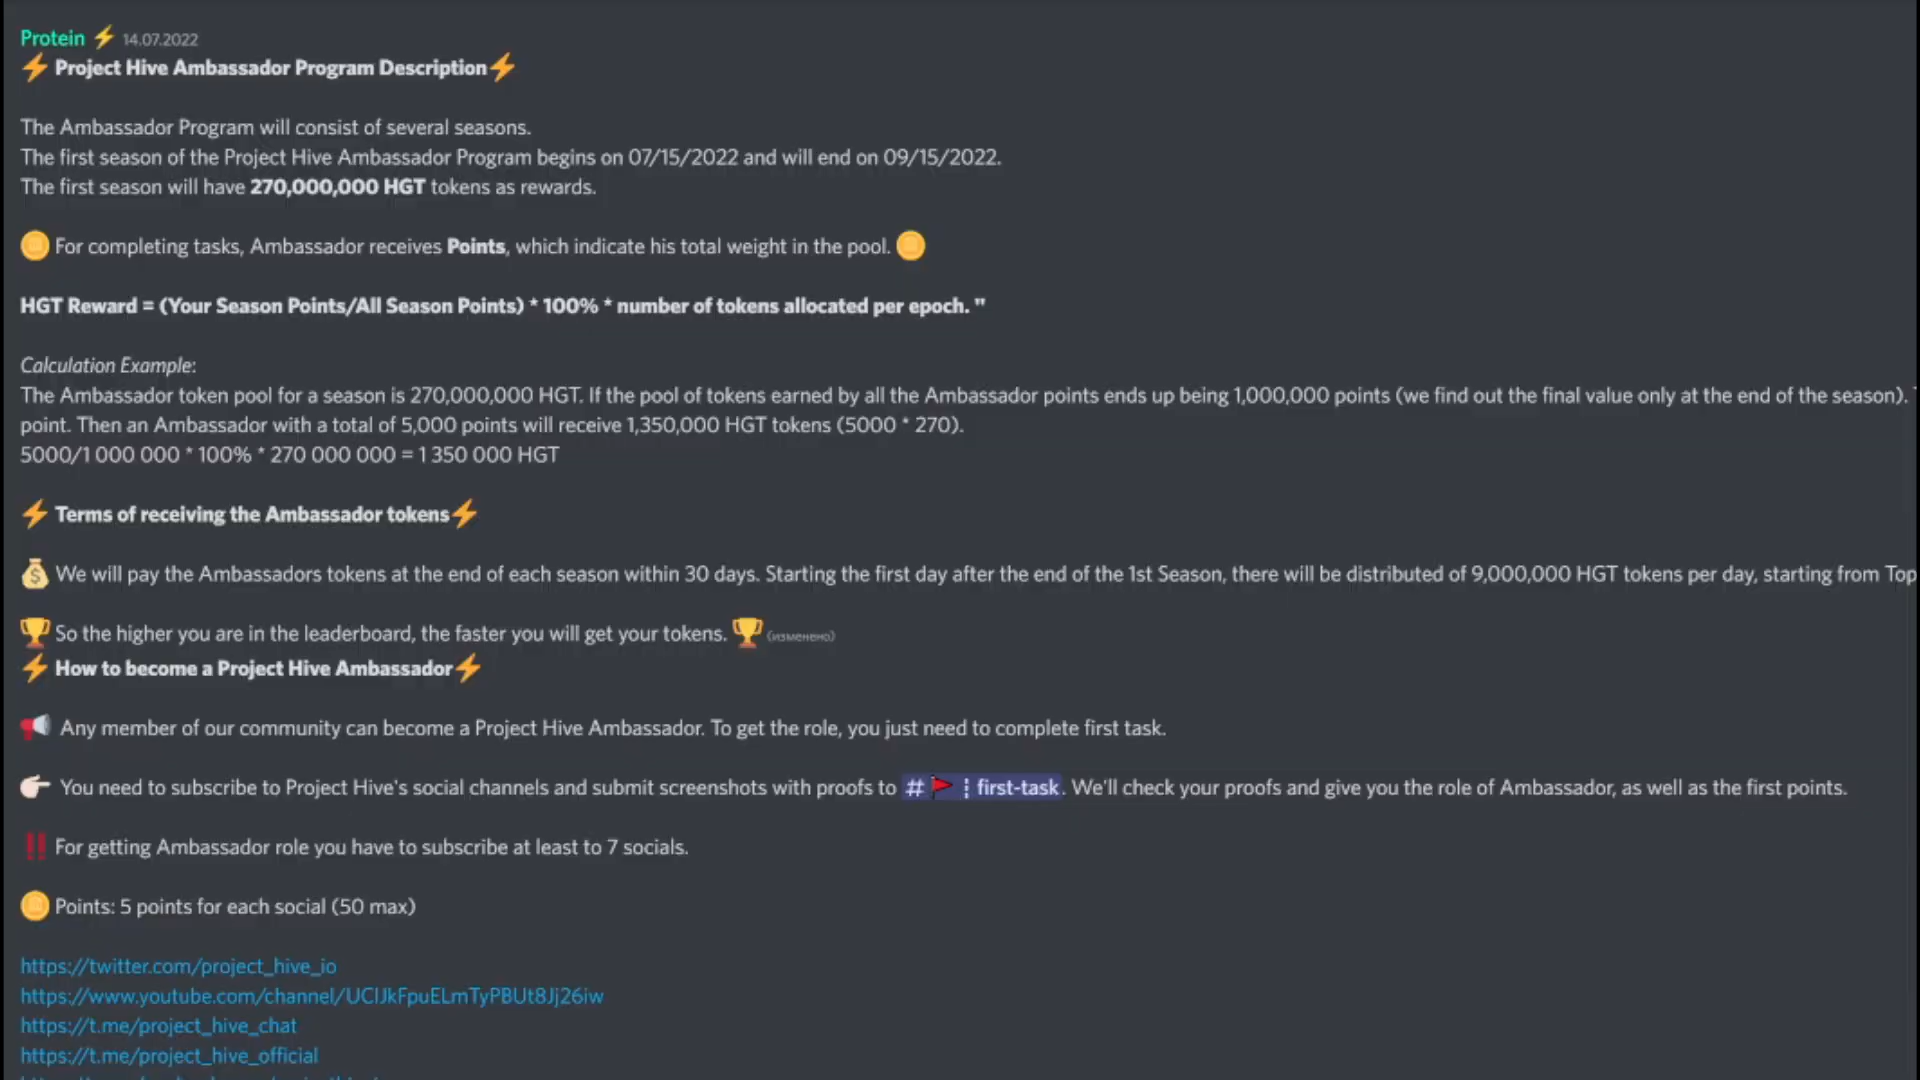 Protein ⚡ 14.07.2022
⚡ Project Hive Ambassador Program Description⚡
The Ambassador Program will consist of several seasons.
The first season of the Project Hive Ambassador Program begins on 07/15/2022 and will end on 09/15/2022.
The first season will have 270,000,000 HGT tokens as rewards.
For completing tasks, Ambassador receives Points, which indicate his total weight in the pool.
HGT Reward = (Your Season Points/All Season Points) * 100% * number of tokens allocated per epoch. "
Calculation Example:
The Ambassador token pool for a season is 270,000,000 HGT. If the pool of tokens earned by all the Ambassador points ends up being 1,000,000 points (we find out the final value only at the end of the season).
point. Then an Ambassador with a total of 5,000 points will receive 1,350,000 HGT tokens (5000 * 270).
5000/1 000 000 * 100% * 270 000 000 = 1 350 000 HGT
⚡ Terms of receiving the Ambassador tokens⚡
💰 We will pay the Ambassadors tokens at the end of each season within 30 days. Starting the first day after the end of the 1st Season, there will be distributed of 9,000,000 HGT tokens per day, starting from Top
🏆 So the higher you are in the leaderboard, the faster you will get your tokens. 🏆 (изменено)
⚡ How to become a Project Hive Ambassador⚡
Any member of our community can become a Project Hive Ambassador. To get the role, you just need to complete first task.
You need to subscribe to Project Hive's social channels and submit screenshots with proofs to # 🚩┊first-task. We'll check your proofs and give you the role of Ambassador, as well as the first points.
‼ For getting Ambassador role you have to subscribe at least to 7 socials.
Points: 5 points for each social (50 max)
https://twitter.com/project_hive_io
https://www.youtube.com/channel/UCIJkFpuELmTyPBUt8Jj26iw
https://t.me/project_hive_chat
https://t.me/project_hive_official